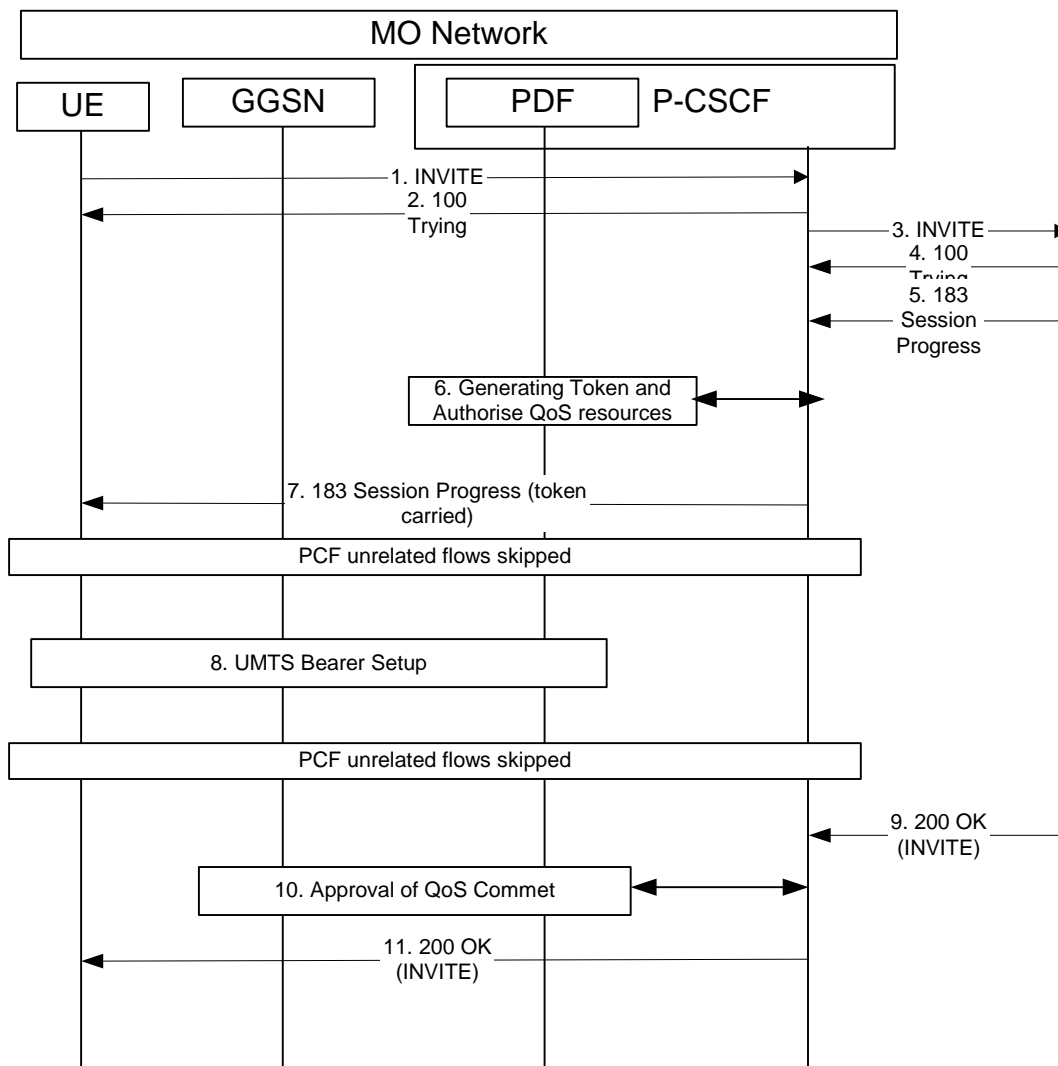 MO Network
UE
GGSN
PDF
P-CSCF
1. INVITE
2. 100
Trying
3. INVITE
4. 100
Trying
5. 183
Session
Progress
6. Generating Token and
Authorise QoS resources
7. 183 Session Progress (token
carried)
PCF unrelated flows skipped
8. UMTS Bearer Setup
PCF unrelated flows skipped
9. 200 OK
(INVITE)
10. Approval of QoS Commet
11. 200 OK
(INVITE)